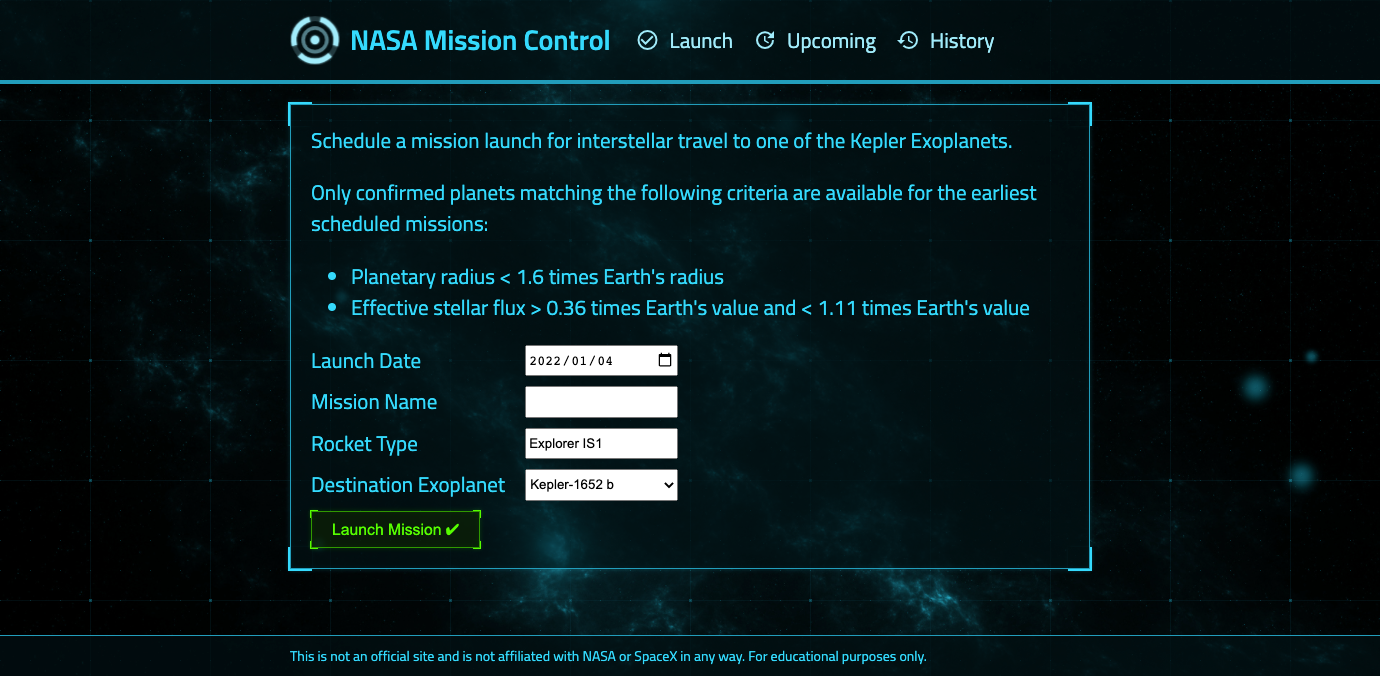 NASA Mission Control Launch Upcoming History
Schedule a mission launch for interstellar travel to one of the Kepler Exoplanets.
Only confirmed planets matching the following criteria are available for the earliest
scheduled missions:
• Planetary radius < 1.6 times Earth's radius
• Effective stellar flux > 0.36 times Earth's value and < 1.11 times Earth's value
Launch Date 2022/01/04
Mission Name
Rocket Type Explorer IS1
Destination Exoplanet Kepler-1652 b
Launch Mission ✔
This is not an official site and is not affiliated with NASA or SpaceX in any way. For educational purposes only.